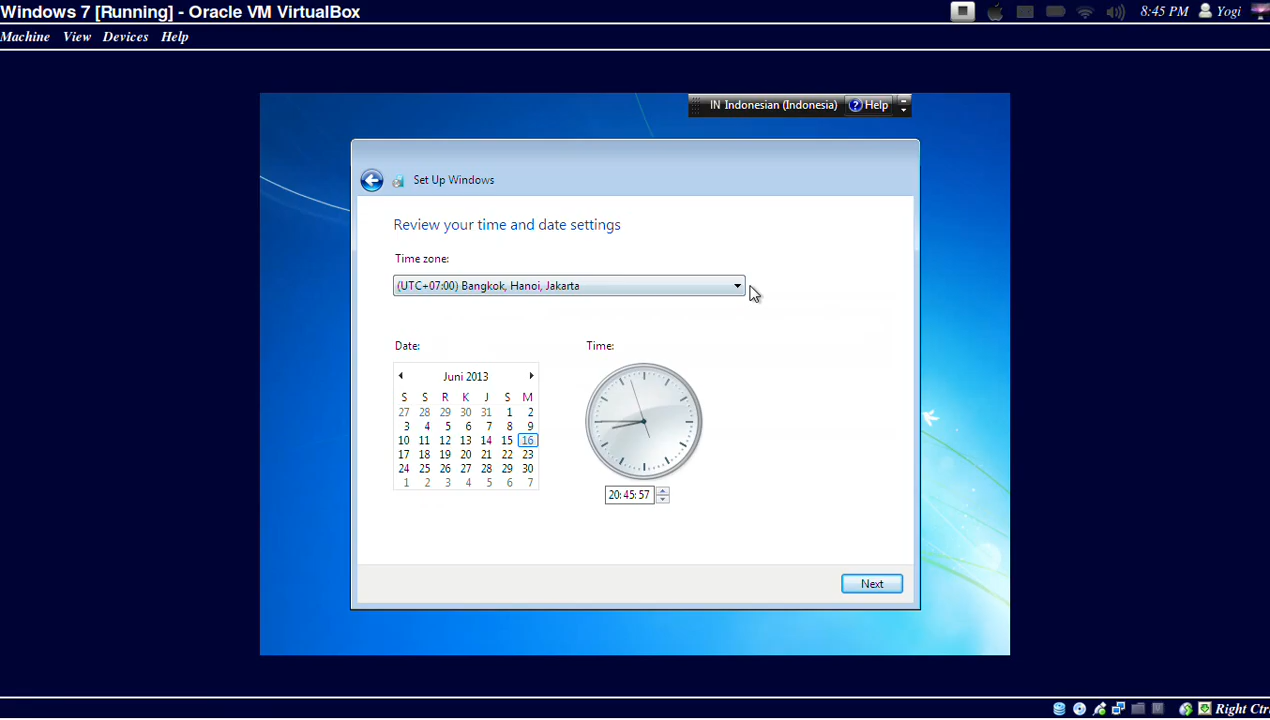 Windows 7 [Running] - Oracle VM VirtualBox
8:45 PM
Yogi
Machine View Devices Help
IN Indonesian (Indonesia)
Help
Set Up Windows
Review your time and date settings
Time zone:
(UTC+07:00) Bangkok, Hanoi, Jakarta
Date:
Time:
Juni 2013
S S R K J S M
27 28 29 30 31 1 2
3 4 5 6 7 8 9
10 11 12 13 14 15 16
17 18 19 20 21 22 23
24 25 26 27 28 29 30
1 2 3 4 5 6 7
20:45:57
Next
Right Ctr